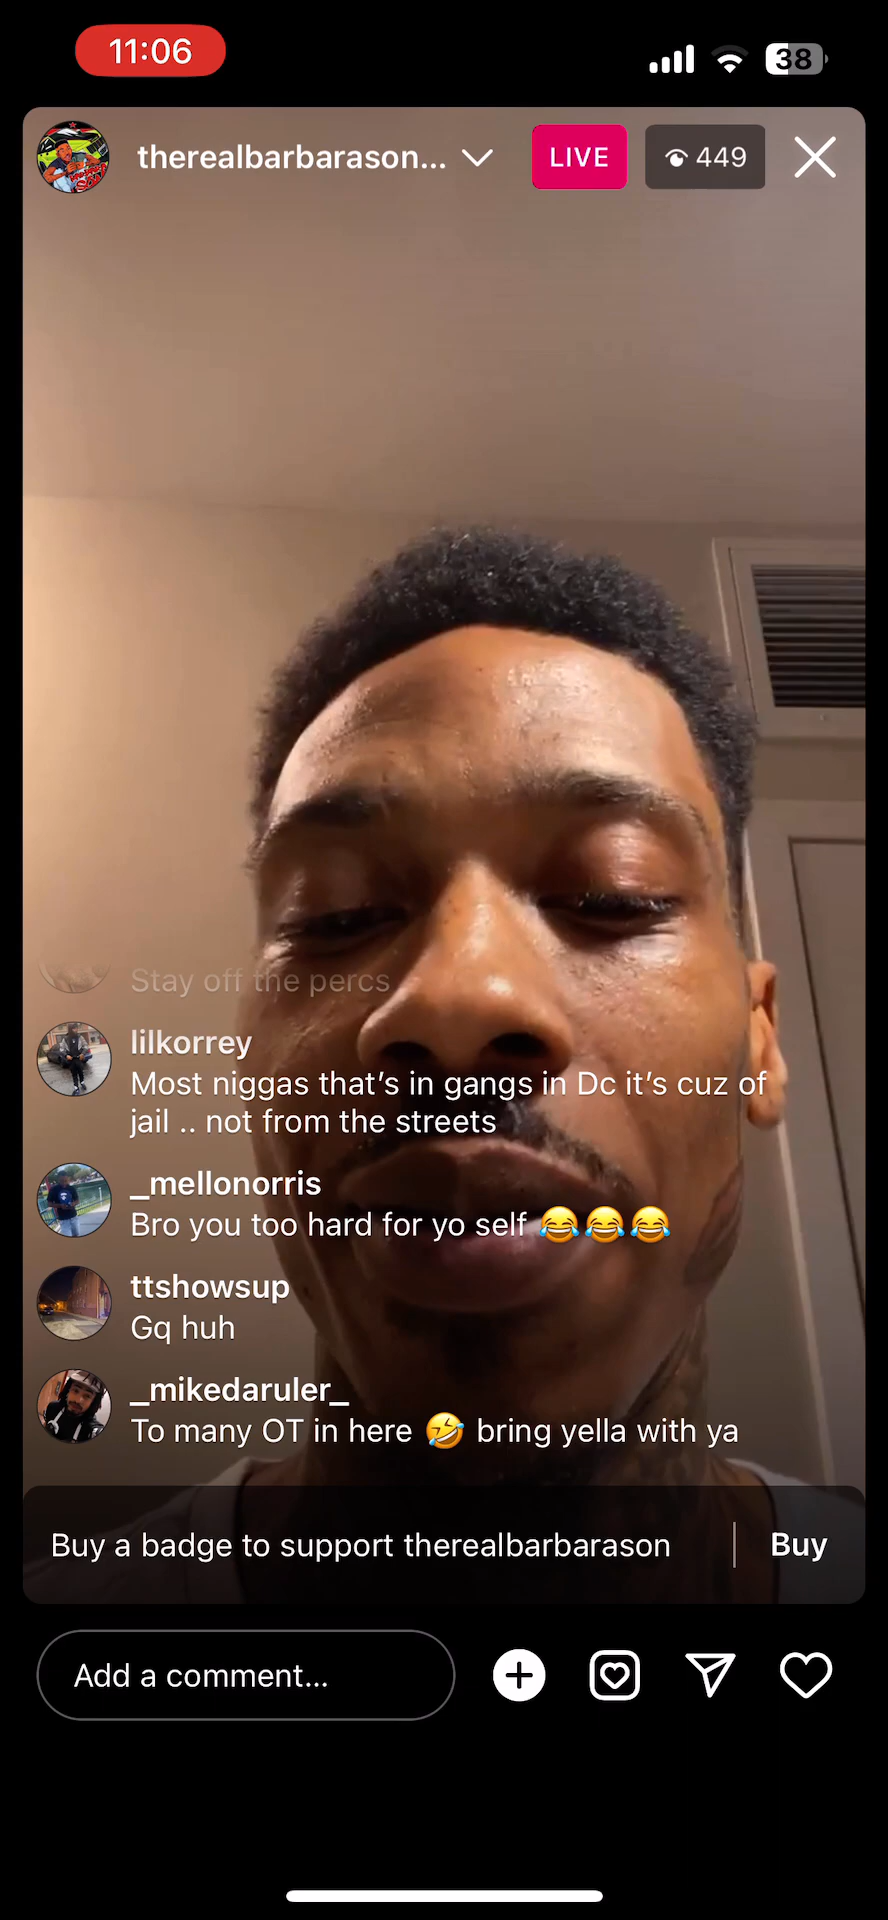 11:06
38
therealbarbarason...
LIVE
449
Stay off the percs
lilkorrey
Most niggas that's in gangs in Dc it's cuz of
jail .. not from the streets
_mellonorris
Bro you too hard for yo self 😂😂😂
ttshowsup
Gq huh
_mikedaruler_
To many OT in here 🤣 bring yella with ya
Buy a badge to support therealbarbarason
Buy
Add a comment...